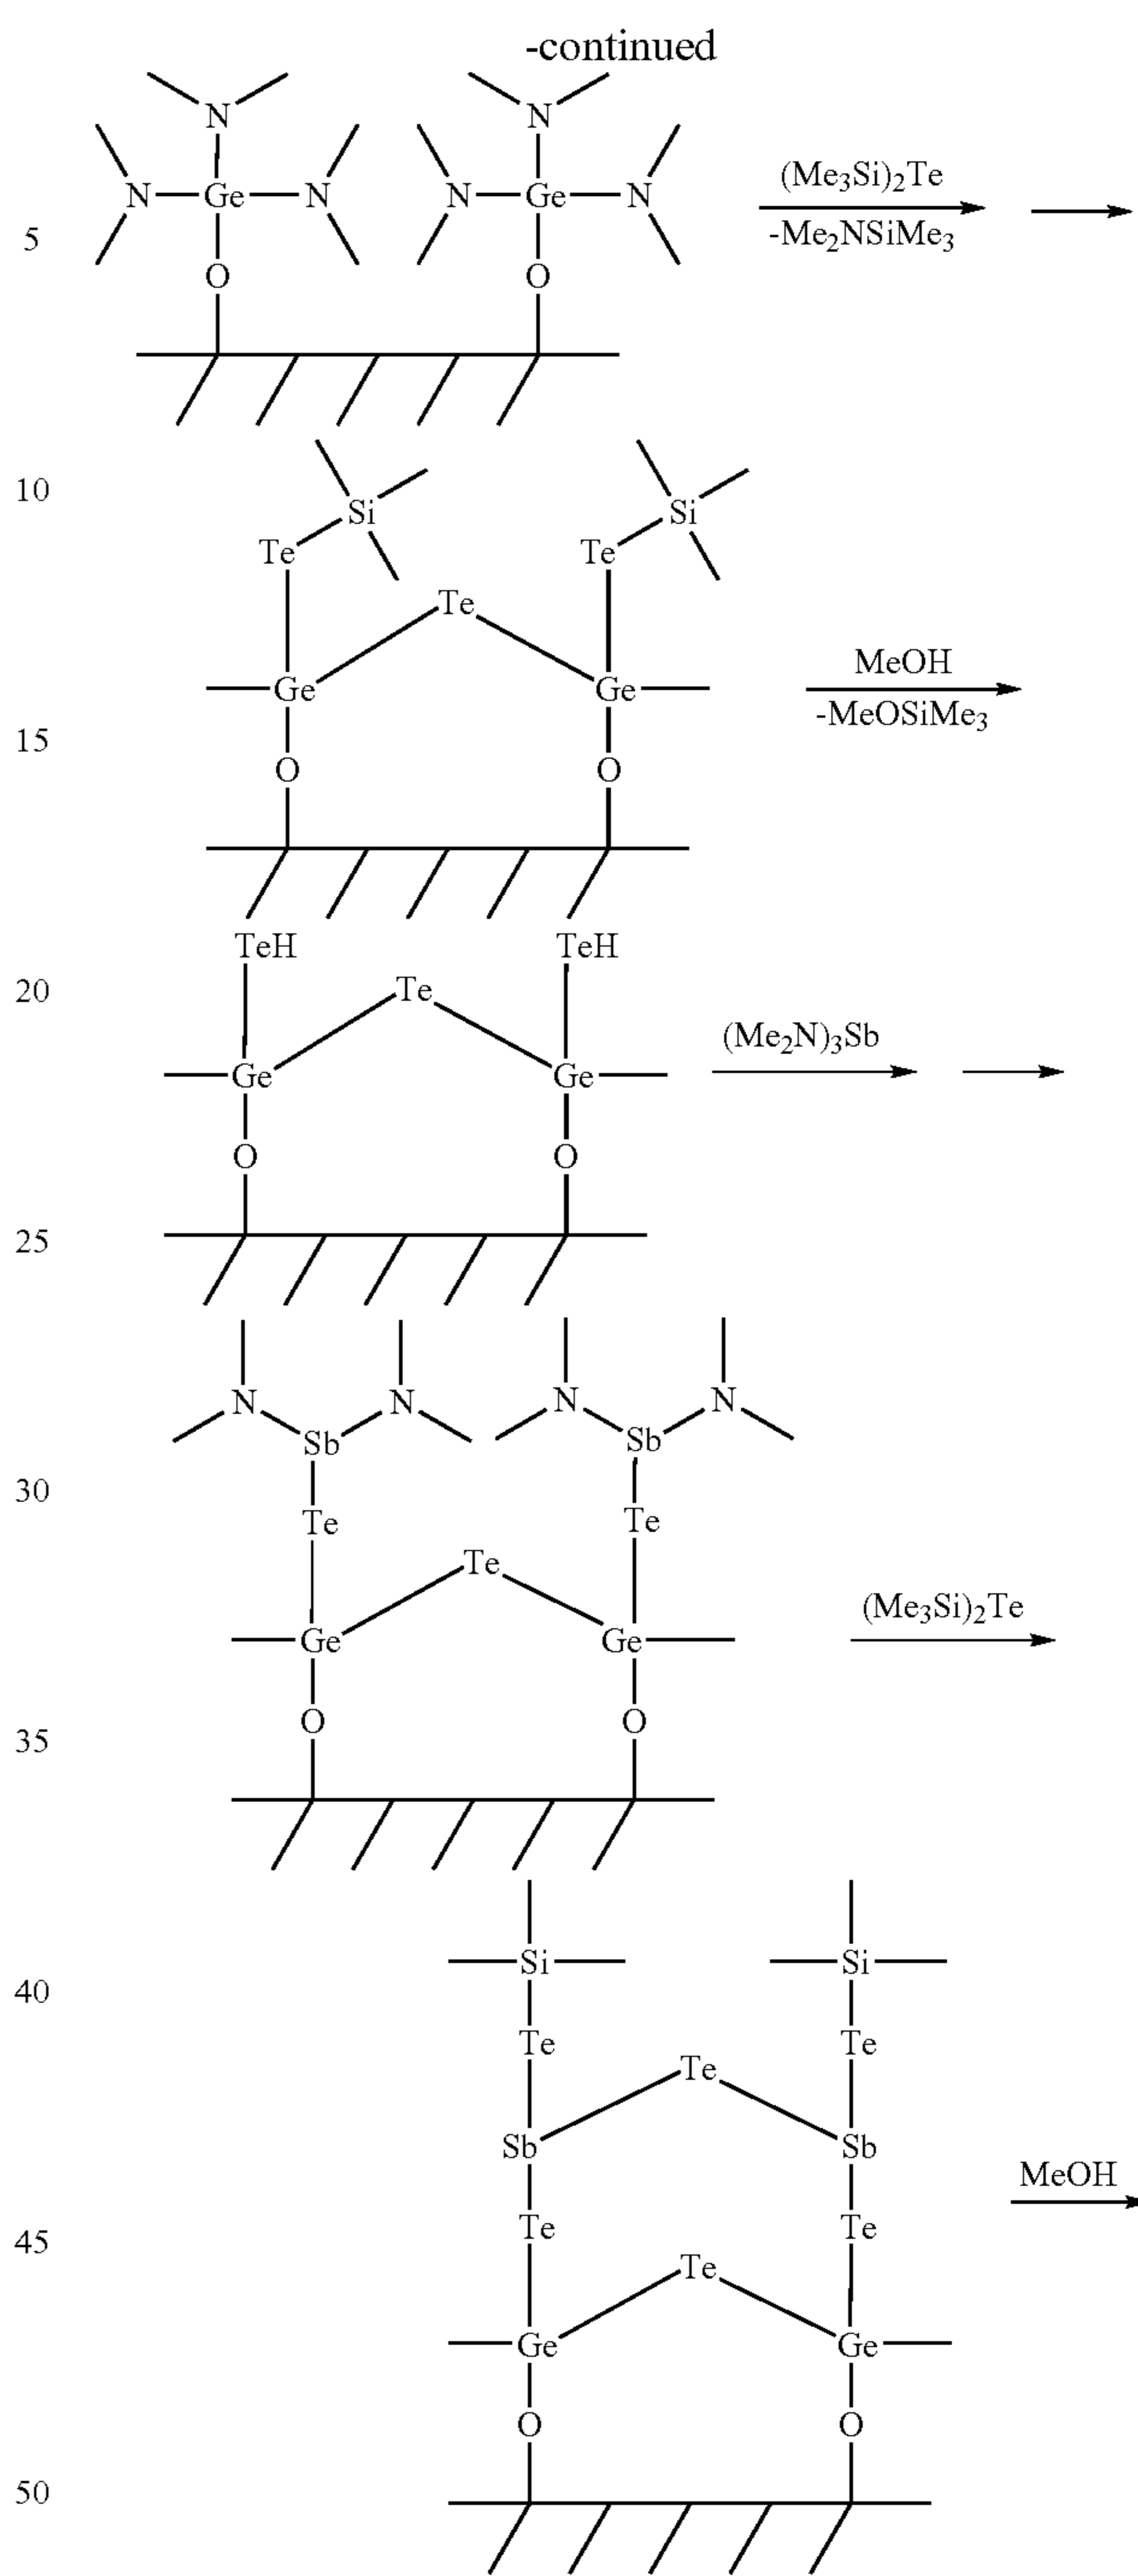 -continued
N N
N Ge N N Ge N
(Me3Si)2Te
-Me2NSiMe3
5
O O
10
Si Si
Te Te
Te
Ge Ge
MeOH
-MeOSiMe3
15
O O
TeH TeH
20
Te
(Me2N)3Sb
Ge Ge
O O
25
N N N N
Sb Sb
30
Te Te
Te
(Me3Si)2Te
Ge Ge
O O
35
Si Si
40
Te Te
Te
Sb Sb
MeOH
45
Te Te
Te
Ge Ge
O O
50